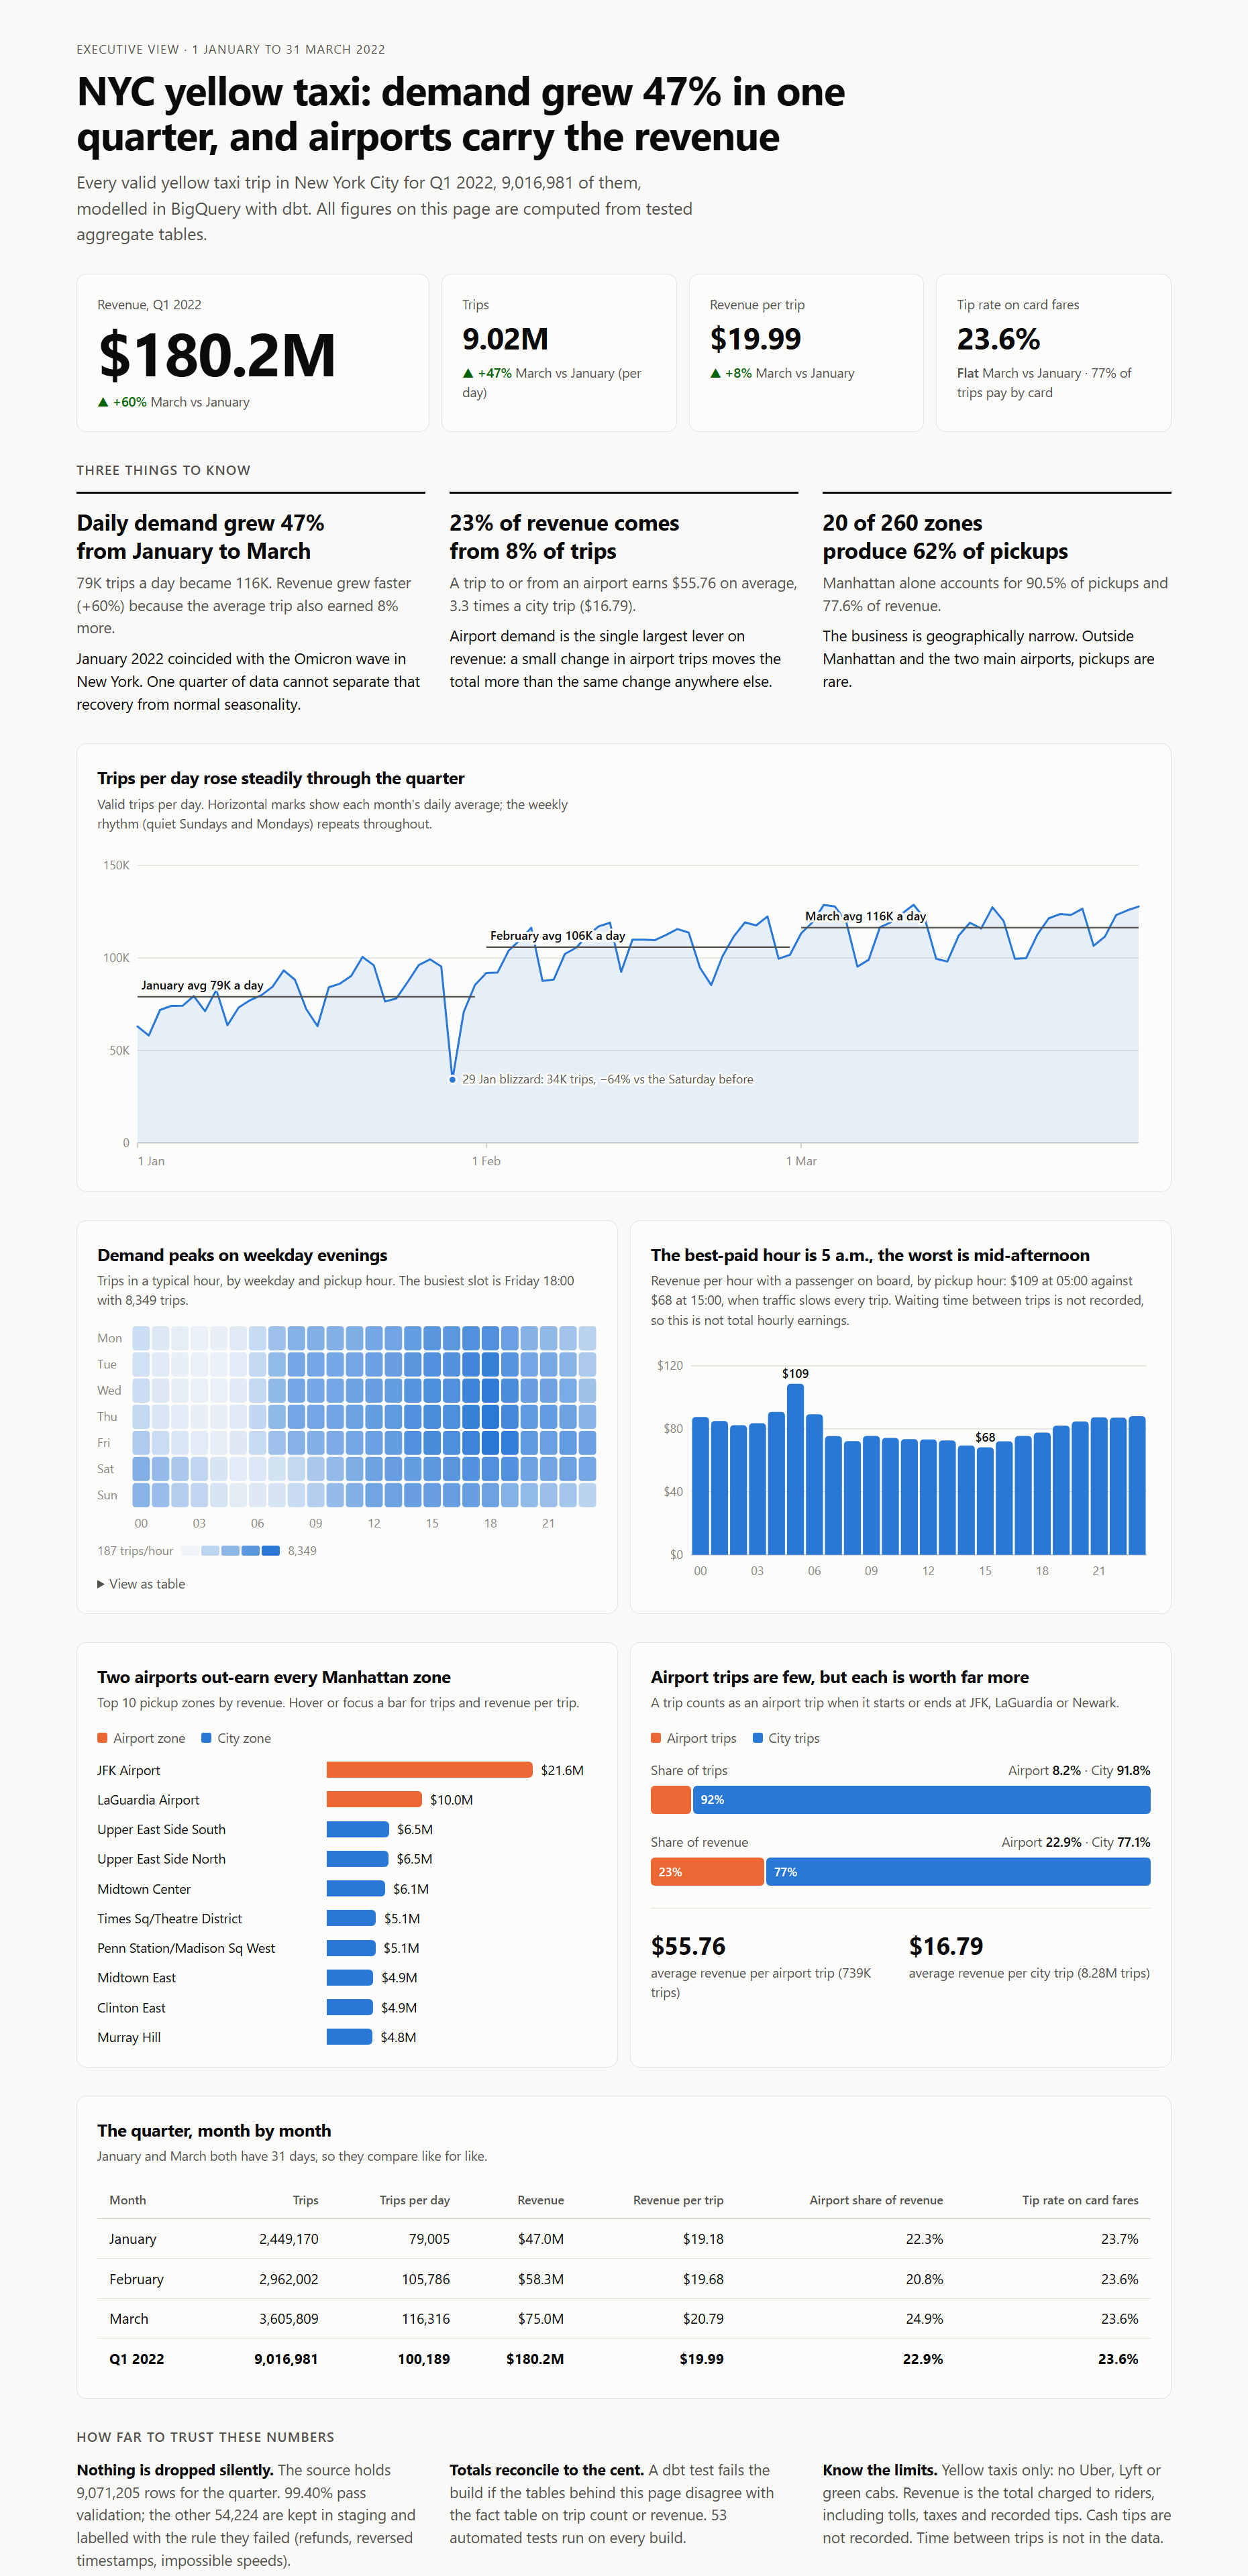 EXECUTIVE VIEW · 1 JANUARY TO 31 MARCH 2022
NYC yellow taxi: demand grew 47% in one
quarter, and airports carry the revenue
Every valid yellow taxi trip in New York City for Q1 2022, 9,016,981 of them,
modelled in BigQuery with dbt. All figures on this page are computed from tested
aggregate tables.
Revenue, Q1 2022
$180.2M
▲ +60% March vs January
Trips
9.02M
▲ +47% March vs January (per
day)
Revenue per trip
$19.99
▲ +8% March vs January
Tip rate on card fares
23.6%
Flat March vs January · 77% of
trips pay by card
THREE THINGS TO KNOW
Daily demand grew 47%
from January to March
79K trips a day became 116K. Revenue grew faster
(+60%) because the average trip also earned 8%
more.
January 2022 coincided with the Omicron wave in
New York. One quarter of data cannot separate that
recovery from normal seasonality.
23% of revenue comes
from 8% of trips
A trip to or from an airport earns $55.76 on average,
3.3 times a city trip ($16.79).
Airport demand is the single largest lever on
revenue: a small change in airport trips moves the
total more than the same change anywhere else.
20 of 260 zones
produce 62% of pickups
Manhattan alone accounts for 90.5% of pickups and
77.6% of revenue.
The business is geographically narrow. Outside
Manhattan and the two main airports, pickups are
rare.
Trips per day rose steadily through the quarter
Valid trips per day. Horizontal marks show each month's daily average; the weekly
rhythm (quiet Sundays and Mondays) repeats throughout.
150K
March avg 116K a day
February avg 106K a day
100K
January avg 79K a day
50K
29 Jan blizzard: 34K trips, −64% vs the Saturday before
0
1 Jan 1 Feb 1 Mar
Demand peaks on weekday evenings
Trips in a typical hour, by weekday and pickup hour. The busiest slot is Friday 18:00
with 8,349 trips.
Mon
Tue
Wed
Thu
Fri
Sat
Sun
00 03 06 09 12 15 18 21
187 trips/hour 8,349
▶ View as table
The best-paid hour is 5 a.m., the worst is mid-afternoon
Revenue per hour with a passenger on board, by pickup hour: $109 at 05:00 against
$68 at 15:00, when traffic slows every trip. Waiting time between trips is not recorded,
so this is not total hourly earnings.
$120
$109
$80
$68
$40
$0
00 03 06 09 12 15 18 21
Two airports out-earn every Manhattan zone
Top 10 pickup zones by revenue. Hover or focus a bar for trips and revenue per trip.
Airport zone City zone
JFK Airport $21.6M
LaGuardia Airport $10.0M
Upper East Side South $6.5M
Upper East Side North $6.5M
Midtown Center $6.1M
Times Sq/Theatre District $5.1M
Penn Station/Madison Sq West $5.1M
Midtown East $4.9M
Clinton East $4.9M
Murray Hill $4.8M
Airport trips are few, but each is worth far more
A trip counts as an airport trip when it starts or ends at JFK, LaGuardia or Newark.
Airport trips City trips
Share of trips Airport 8.2% · City 91.8%
92%
Share of revenue Airport 22.9% · City 77.1%
23% 77%
$55.76
average revenue per airport trip (739K
trips)
$16.79
average revenue per city trip (8.28M trips)
The quarter, month by month
January and March both have 31 days, so they compare like for like.
Month Trips Trips per day Revenue Revenue per trip Airport share of revenue Tip rate on card fares
January 2,449,170 79,005 $47.0M $19.18 22.3% 23.7%
February 2,962,002 105,786 $58.3M $19.68 20.8% 23.6%
March 3,605,809 116,316 $75.0M $20.79 24.9% 23.6%
Q1 2022 9,016,981 100,189 $180.2M $19.99 22.9% 23.6%
HOW FAR TO TRUST THESE NUMBERS
Nothing is dropped silently. The source holds
9,071,205 rows for the quarter. 99.40% pass
validation; the other 54,224 are kept in staging and
labelled with the rule they failed (refunds, reversed
timestamps, impossible speeds).
Totals reconcile to the cent. A dbt test fails the
build if the tables behind this page disagree with
the fact table on trip count or revenue. 53
automated tests run on every build.
Know the limits. Yellow taxis only: no Uber, Lyft or
green cabs. Revenue is the total charged to riders,
including tolls, taxes and recorded tips. Cash tips are
not recorded. Time between trips is not in the data.